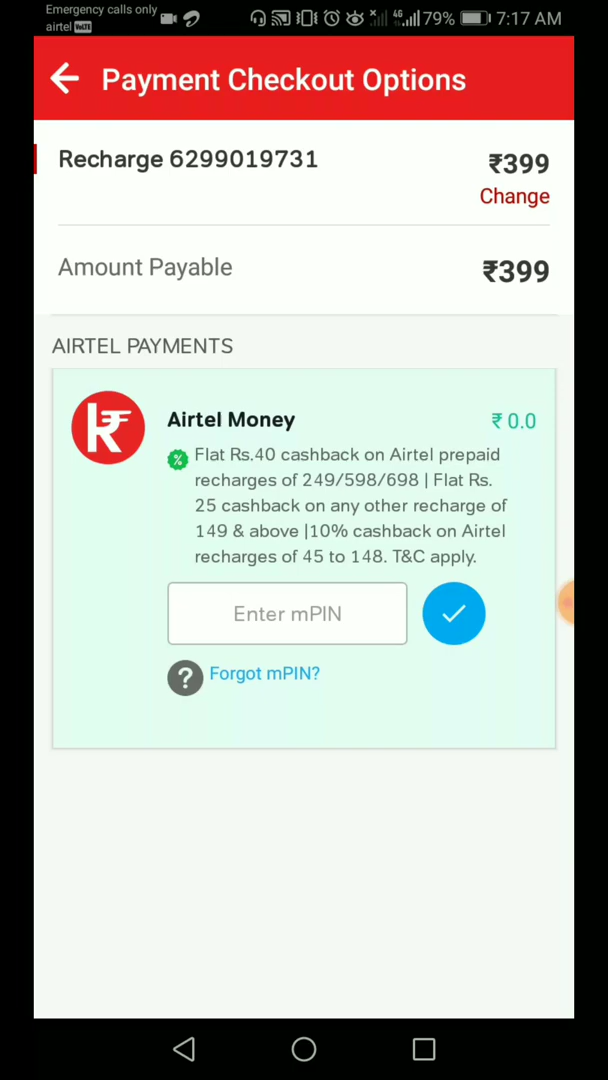 Emergency calls only
airtel VoLTE
4G 79% 7:17 AM
Payment Checkout Options
Recharge 6299019731 ₹399
Change
Amount Payable ₹399
AIRTEL PAYMENTS
Airtel Money ₹ 0.0
Flat Rs.40 cashback on Airtel prepaid
recharges of 249/598/698 | Flat Rs.
25 cashback on any other recharge of
149 & above |10% cashback on Airtel
recharges of 45 to 148. T&C apply.
Enter mPIN
? Forgot mPIN?